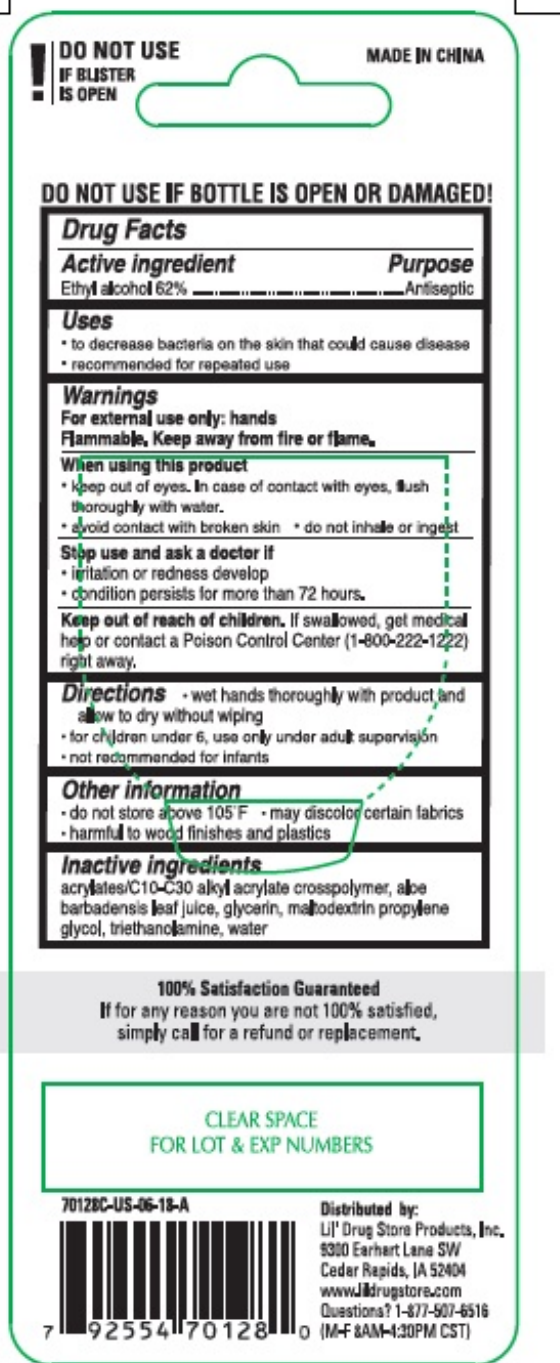 DO NOT USE
IF BLISTER
IS OPEN
MADE IN CHINA
DO NOT USE IF BOTTLE IS OPEN OR DAMAGED!
Drug Facts
Active ingredient Purpose
Ethyl alcohol 62% Antiseptic
Uses
• to decrease bacteria on the skin that could cause disease
• recommended for repeated use
Warnings
For external use only: hands
Flammable. Keep away from fire or flame.
When using this product
• keep out of eyes. In case of contact with eyes, flush
thoroughly with water.
• avoid contact with broken skin • do not inhale or ingest
Stop use and ask a doctor if
• irritation or redness develop
• condition persists for more than 72 hours.
Keep out of reach of children. If swallowed, get medical
help or contact a Poison Control Center (1-800-222-1222)
right away.
Directions • wet hands thoroughly with product and
allow to dry without wiping
• for children under 6, use only under adult supervision
• not recommended for infants
Other information
• do not store above 105°F • may discolor certain fabrics
• harmful to wood finishes and plastics
Inactive ingredients
acrylates/C10-C30 alkyl acrylate crosspolymer, aloe
barbadensis leaf juice, glycerin, maltodextrin propylene
glycol, triethanolamine, water
100% Satisfaction Guaranteed
If for any reason you are not 100% satisfied,
simply call for a refund or replacement.
CLEAR SPACE
FOR LOT & EXP NUMBERS
70128C-US-06-18-A
7 92554 70128 0
Distributed by:
Lil' Drug Store Products, Inc.
9300 Earhart Lane SW
Cedar Rapids, IA 52404
www.lildrugstore.com
Questions? 1-877-507-6516
(M-F 8AM-4:30PM CST)